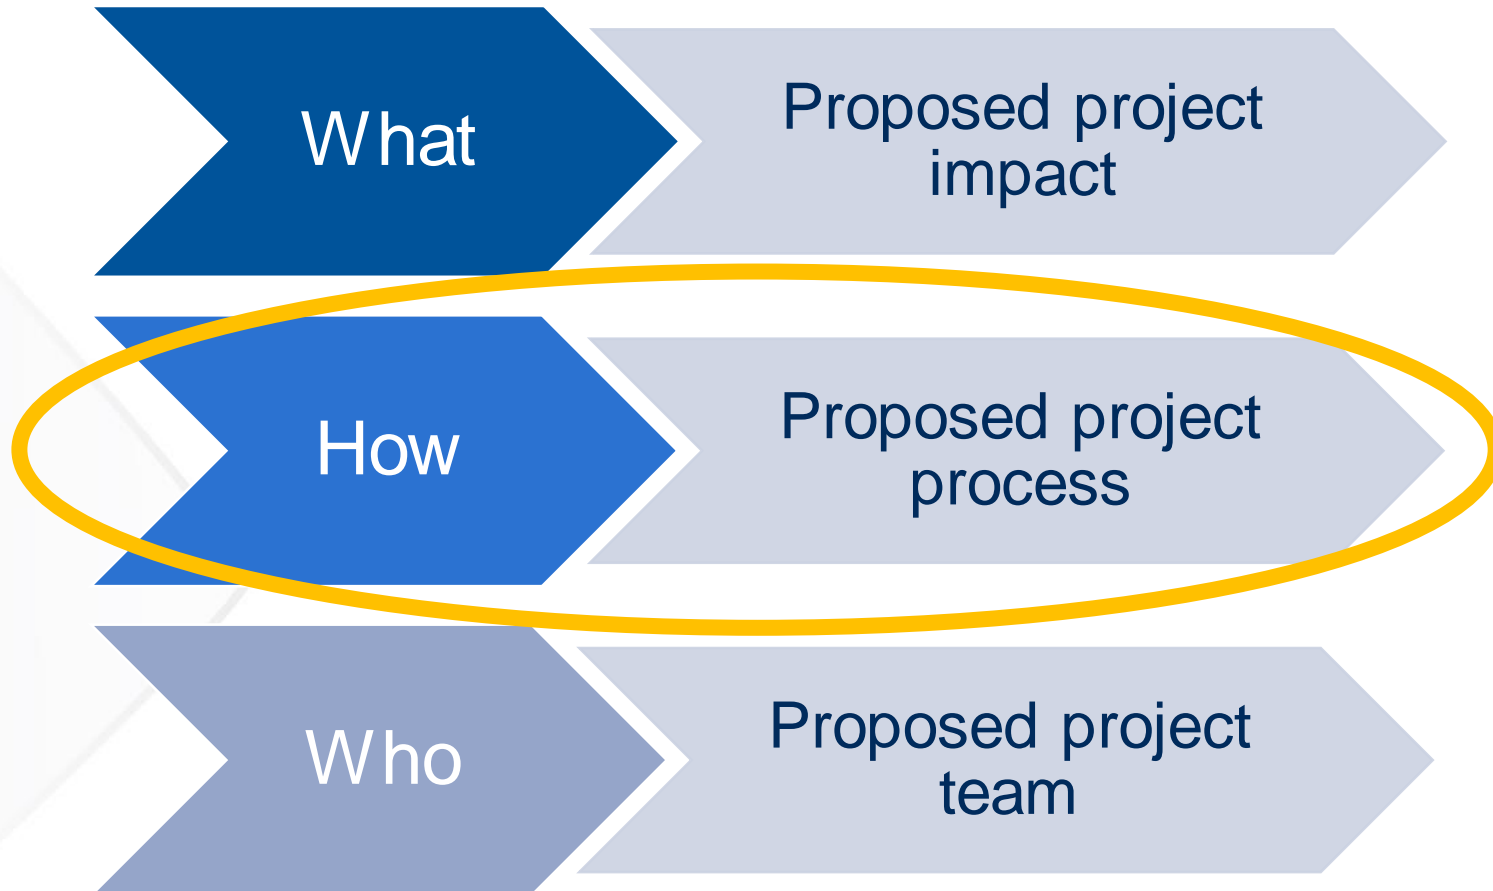 What
Proposed project
impact
How
Proposed project
process
Who
Proposed project
team